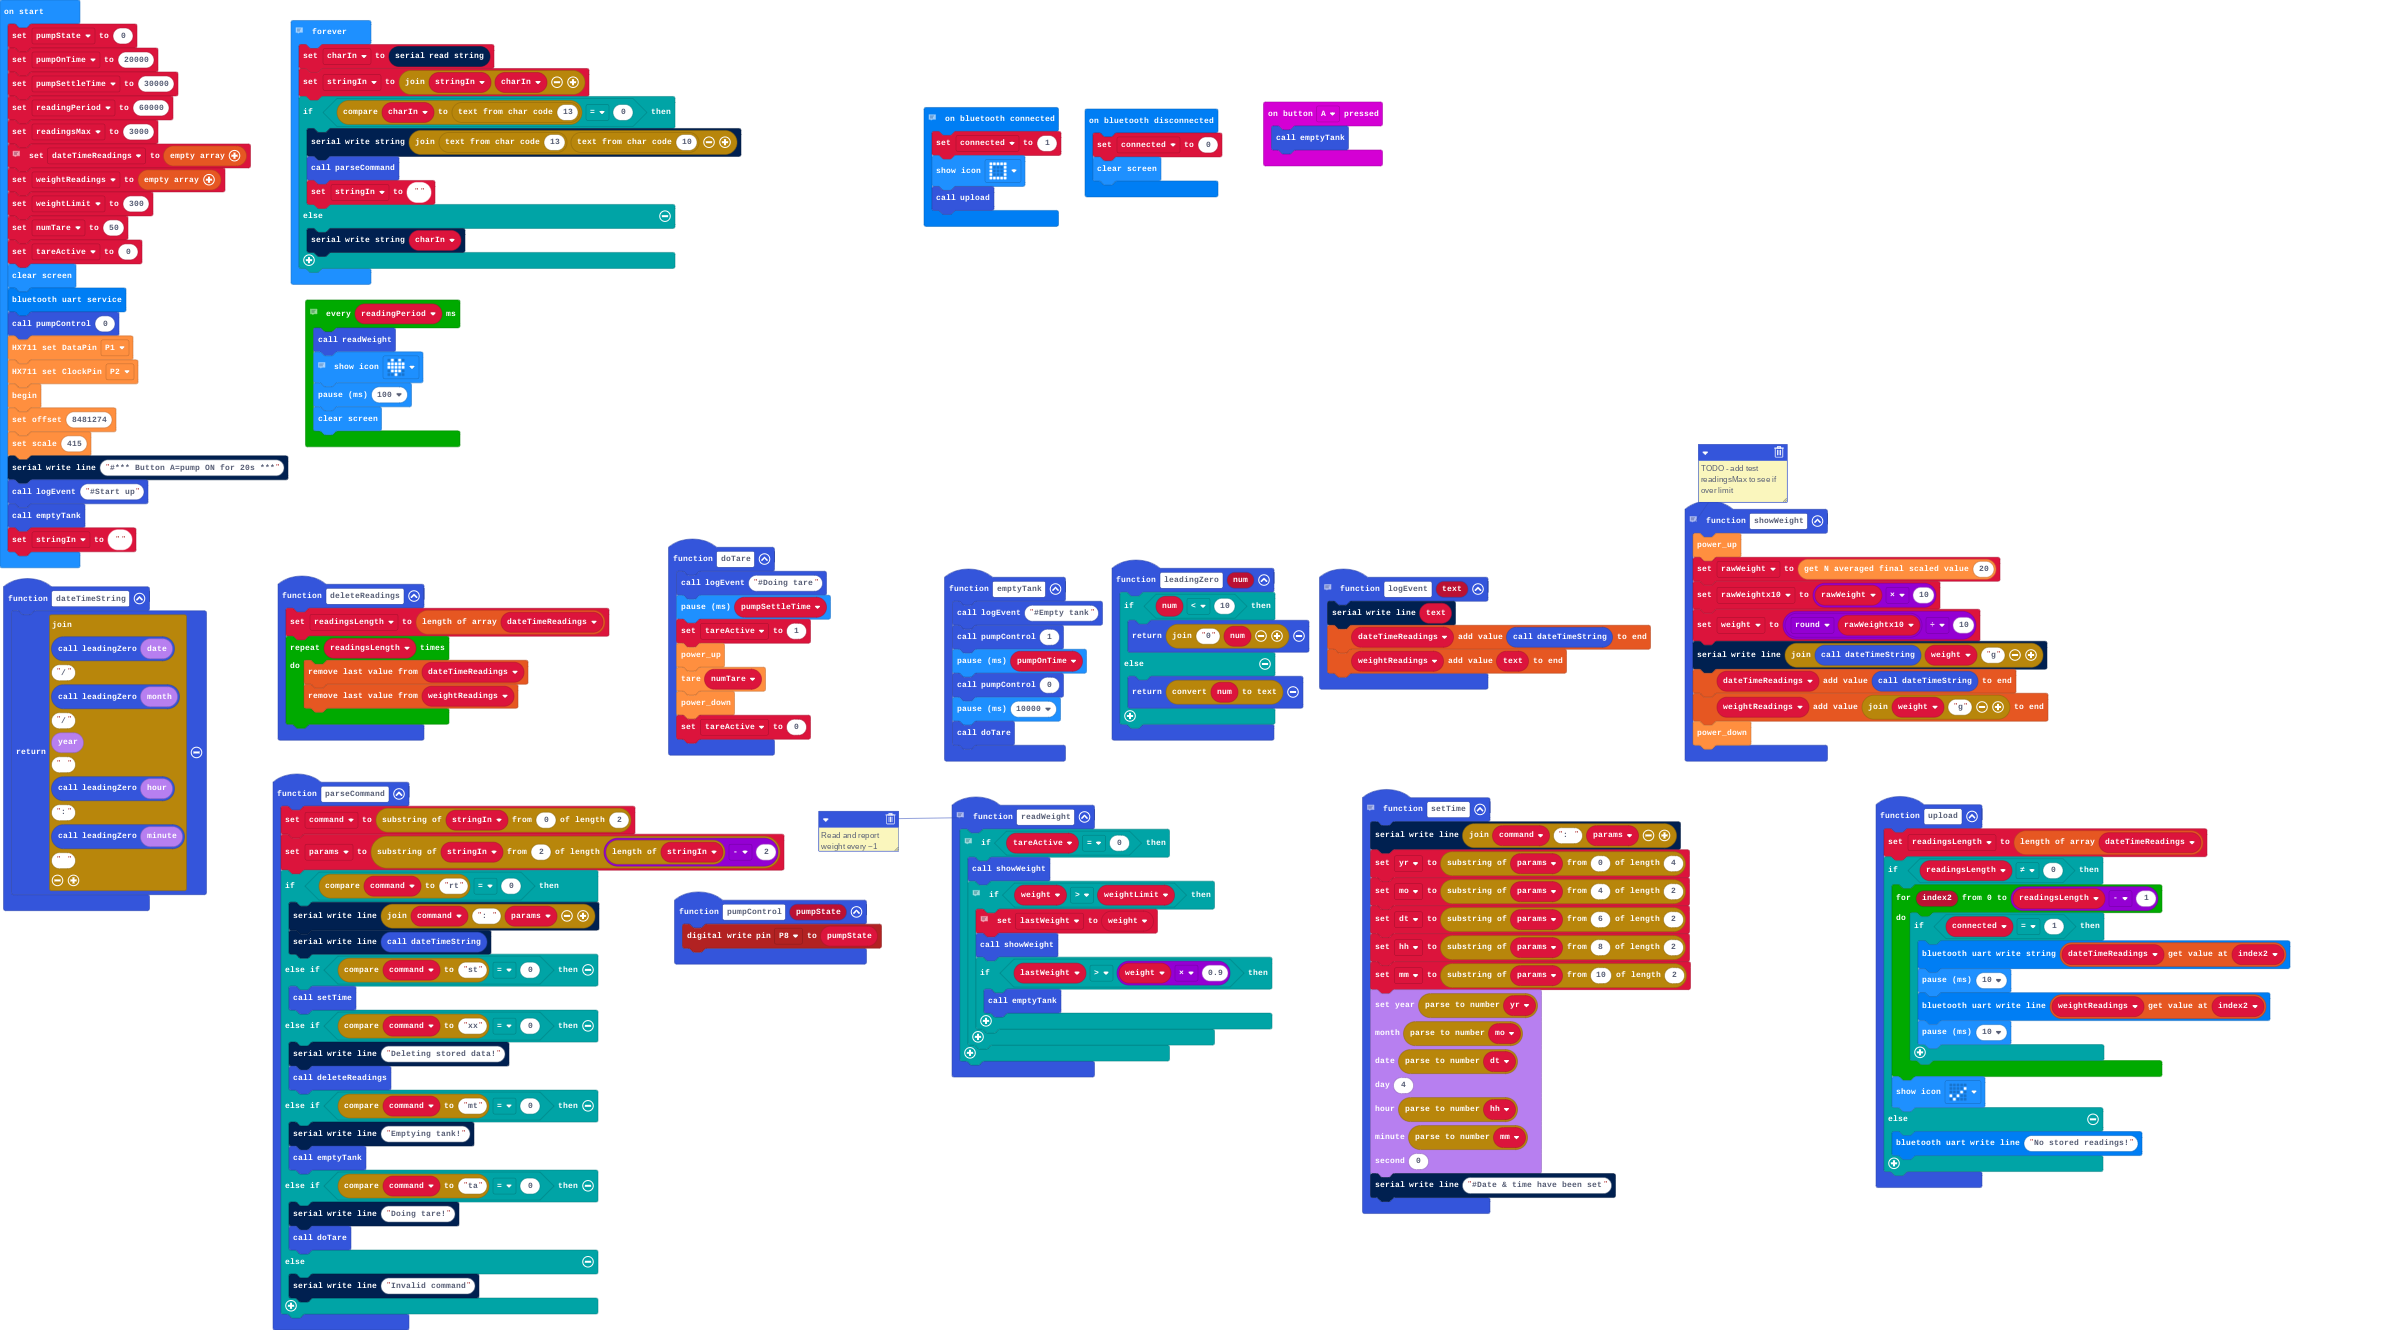 on start
set pumpState to 0
set pumpOnTime to 20000
set pumpSettleTime to 30000
set readingPeriod to 60000
set readingsMax to 3000
set dateTimeReadings to empty array
set weightReadings to empty array
set weightLimit to 300
set numTare to 50
set tareActive to 0
clear screen
bluetooth uart service
call pumpControl 0
HX711 set DataPin P1
HX711 set ClockPin P2
begin
set offset 8481274
set scale 415
serial write line "#*** Button A=pump ON for 20s ***"
call logEvent "#Start up"
call emptyTank
set stringIn to ""
forever
set charIn to serial read string
set stringIn to join stringIn charIn
if compare charIn to text from char code 13 = 0 then
serial write string join text from char code 13 text from char code 10
call parseCommand
set stringIn to ""
else
serial write string charIn
every readingPeriod ms
call readWeight
show icon
pause (ms) 100
clear screen
on bluetooth connected
set connected to 1
show icon
call upload
on bluetooth disconnected
set connected to 0
clear screen
on button A pressed
call emptyTank
function dateTimeString
join
call leadingZero date
"/"
call leadingZero month
"/"
year
" "
call leadingZero hour
":"
call leadingZero minute
" "
return
function deleteReadings
set readingsLength to length of array dateTimeReadings
repeat readingsLength times
do
remove last value from dateTimeReadings
remove last value from weightReadings
function doTare
call logEvent "#Doing tare"
pause (ms) pumpSettleTime
set tareActive to 1
power_up
tare numTare
power_down
set tareActive to 0
function emptyTank
call logEvent "#Empty tank"
call pumpControl 1
pause (ms) pumpOnTime
call pumpControl 0
pause (ms) 10000
call doTare
function leadingZero num
if num < 10 then
return join "0" num
else
return convert num to text
function logEvent text
serial write line text
dateTimeReadings add value call dateTimeString to end
weightReadings add value text to end
TODO - add test
readingsMax to see if
over limit
function showWeight
power_up
set rawWeight to get N averaged final scaled value 20
set rawWeightx10 to rawWeight × 10
set weight to round rawWeightx10 ÷ 10
serial write line join call dateTimeString weight "g"
dateTimeReadings add value call dateTimeString to end
weightReadings add value join weight "g" to end
power_down
function parseCommand
set command to substring of stringIn from 0 of length 2
set params to substring of stringIn from 2 of length length of stringIn - 2
if compare command to "rt" = 0 then
serial write line join command ": " params
serial write line call dateTimeString
else if compare command to "st" = 0 then
call setTime
else if compare command to "xx" = 0 then
serial write line "Deleting stored data!"
call deleteReadings
else if compare command to "mt" = 0 then
serial write line "Emptying tank!"
call emptyTank
else if compare command to "ta" = 0 then
serial write line "Doing tare!"
call doTare
else
serial write line "Invalid command"
function pumpControl pumpState
digital write pin P8 to pumpState
Read and report
weight every ~1
function readWeight
if tareActive = 0 then
call showWeight
if weight > weightLimit then
set lastWeight to weight
call showWeight
if lastWeight > weight × 0.9 then
call emptyTank
function setTime
serial write line join command ": " params
set yr to substring of params from 0 of length 4
set mo to substring of params from 4 of length 2
set dt to substring of params from 6 of length 2
set hh to substring of params from 8 of length 2
set mm to substring of params from 10 of length 2
set year parse to number yr
month parse to number mo
date parse to number dt
day 4
hour parse to number hh
minute parse to number mm
second 0
serial write line "#Date & time have been set"
function upload
set readingsLength to length of array dateTimeReadings
if readingsLength ≠ 0 then
for index2 from 0 to readingsLength - 1
do
if connected = 1 then
bluetooth uart write string dateTimeReadings get value at index2
pause (ms) 10
bluetooth uart write line weightReadings get value at index2
pause (ms) 10
show icon
else
bluetooth uart write line "No stored readings!"